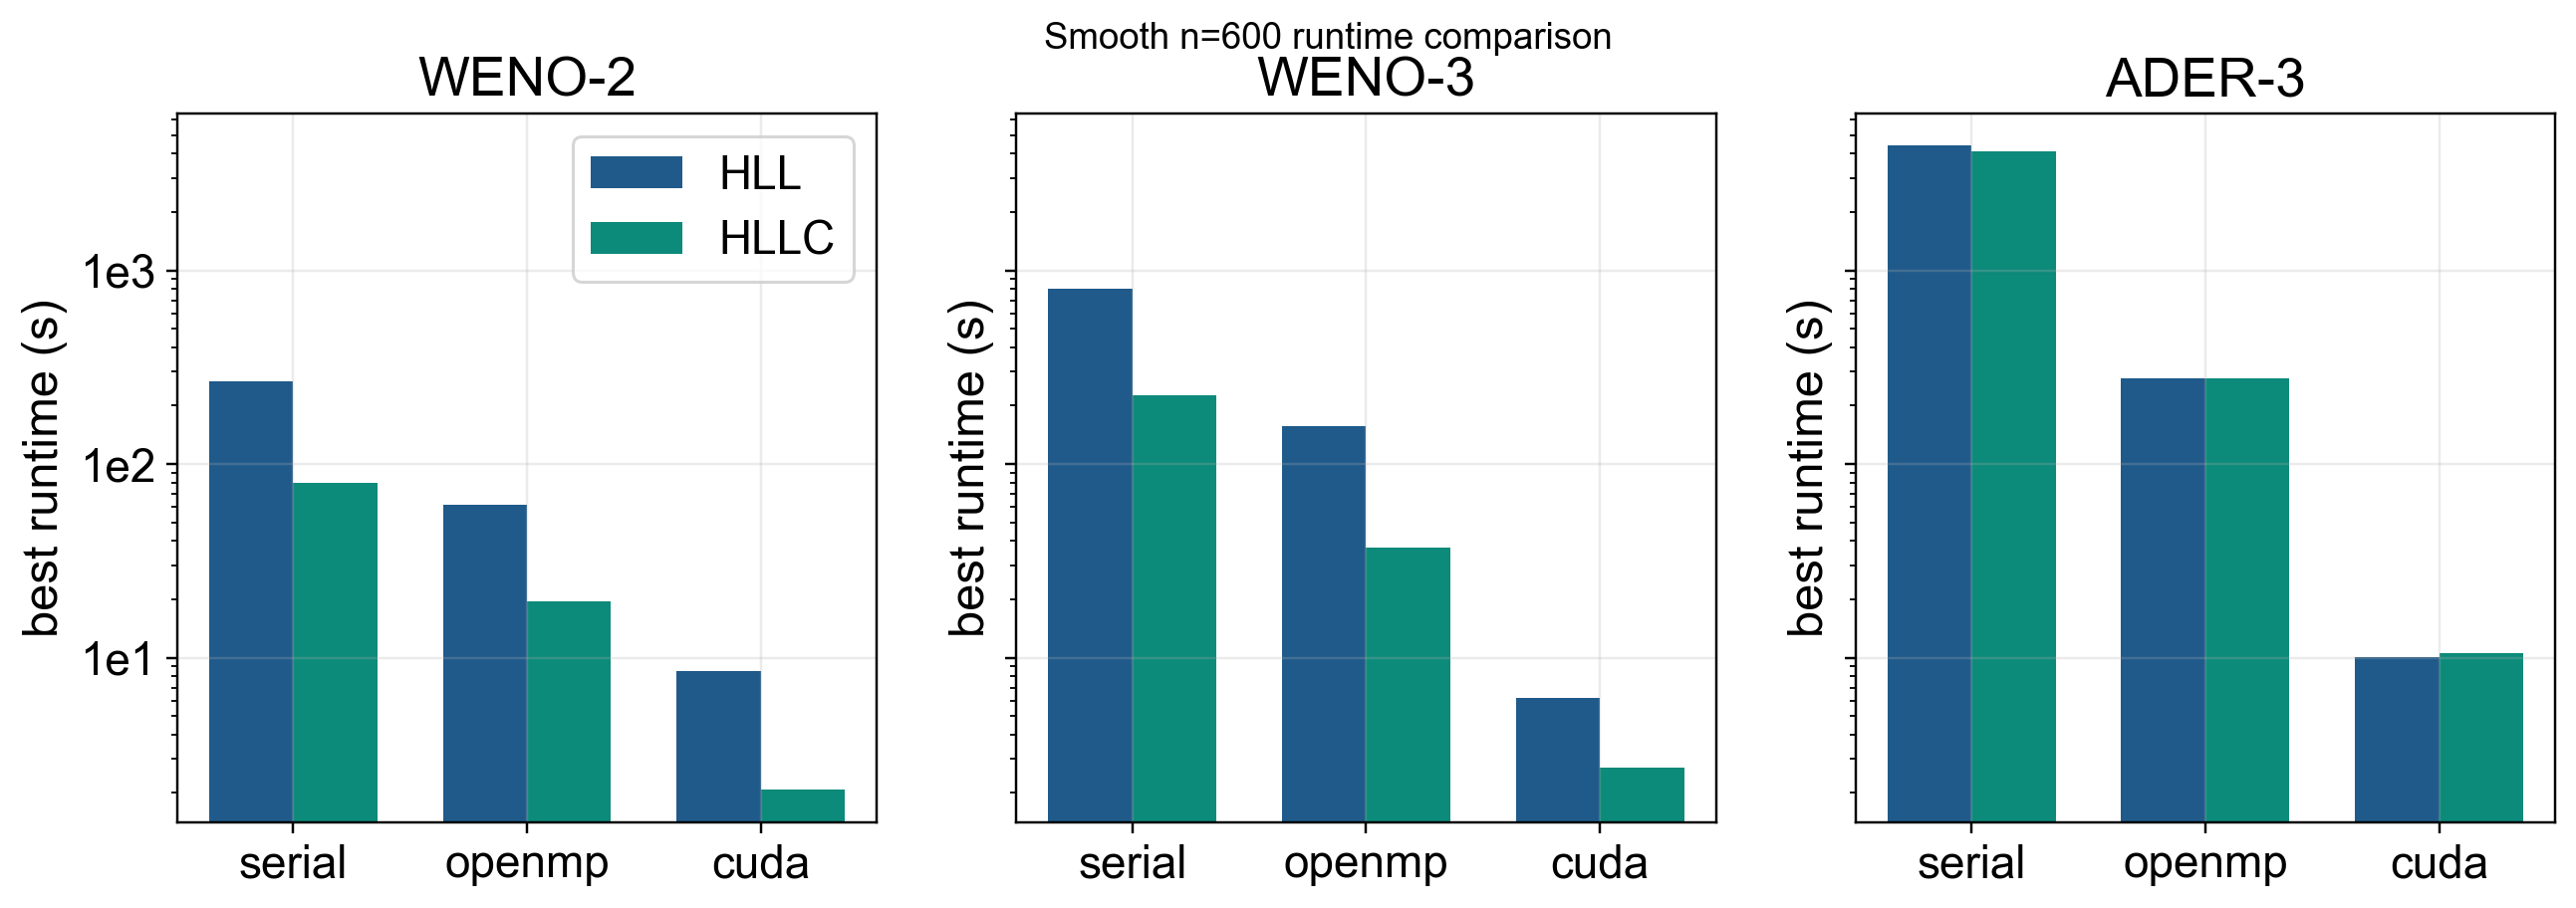 Smooth n=600 runtime comparison
WENO-2
HLL
HLLC
1e3
1e2
1e1
best runtime (s)
serial openmp cuda
WENO-3
best runtime (s)
serial openmp cuda
ADER-3
best runtime (s)
serial openmp cuda